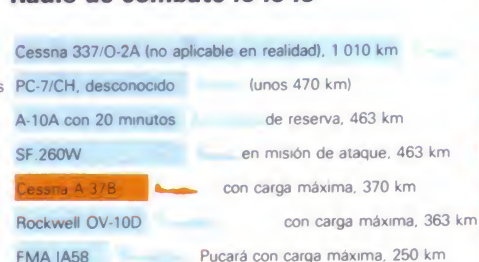 Radio de combate lo-lo-lo
Cessna 337/O-2A (no aplicable en realidad), 1 010 km
s PC-7/CH, desconocido (unos 470 km)
A-10A con 20 minutos de reserva, 463 km
SF.260W en misión de ataque, 463 km
Cessna A-37B con carga máxima, 370 km
Rockwell OV-10D con carga máxima, 363 km
FMA IA58 Pucará con carga máxima, 250 km